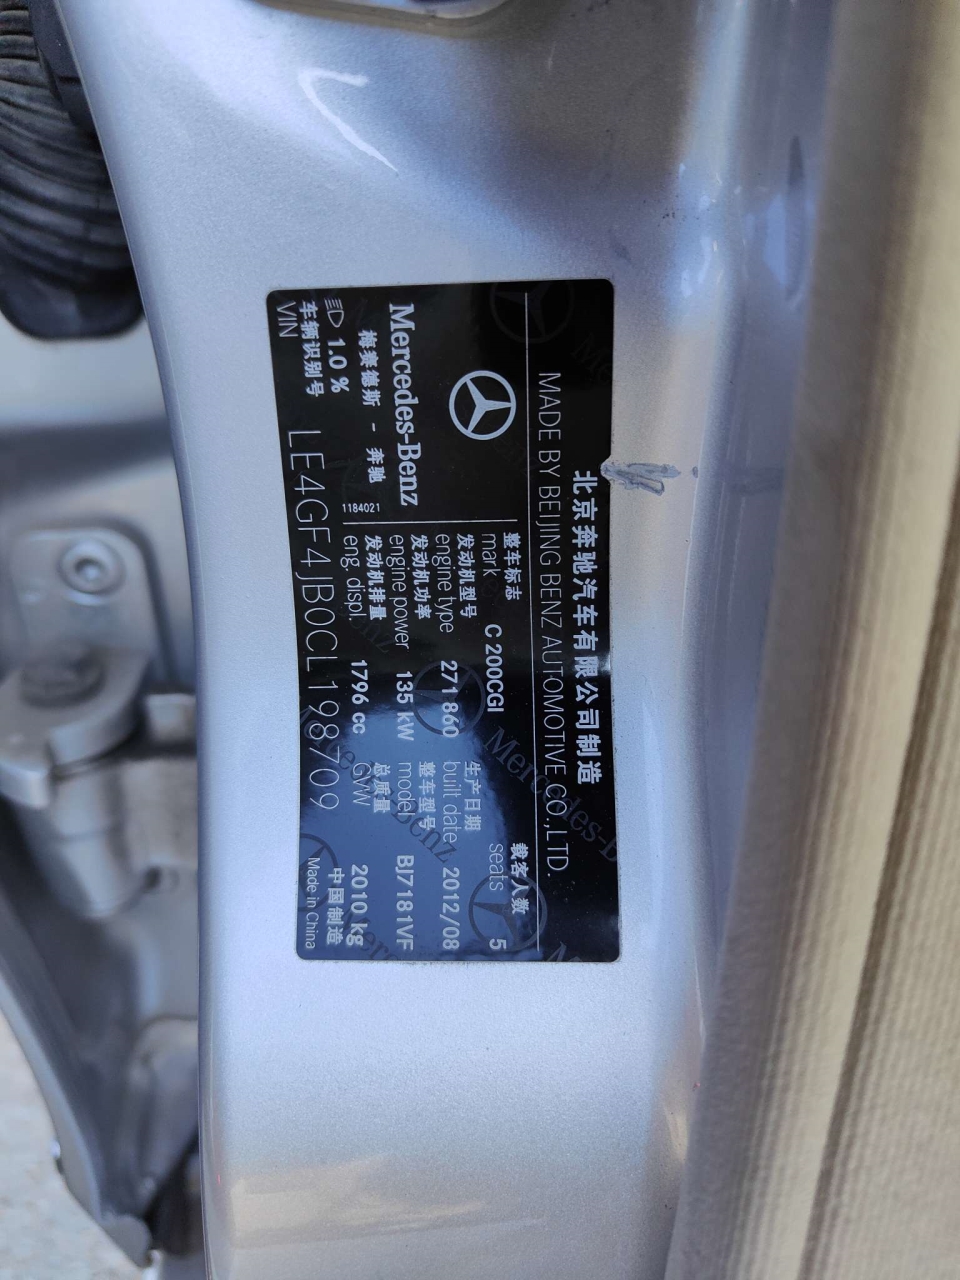 北京奔驰汽车有限公司制造
MADE BY BEIJING BENZ AUTOMOTIVE CO.,LTD.
Mercedes-Benz
梅赛德斯 - 奔驰
1184021
整车标志
mark C 200CGI
载客人数
seats 5
发动机型号
engine type 271 860
生产日期
built date 2012/08
发动机功率
engine power 135 kW
整车型号
model BJ7181VF
发动机排量
eng. displ. 1796 cc
总质量
GVW 2010 kg
1.0 %
车辆识别号
VIN LE4GF4JB0CL198709
中国制造
Made in China